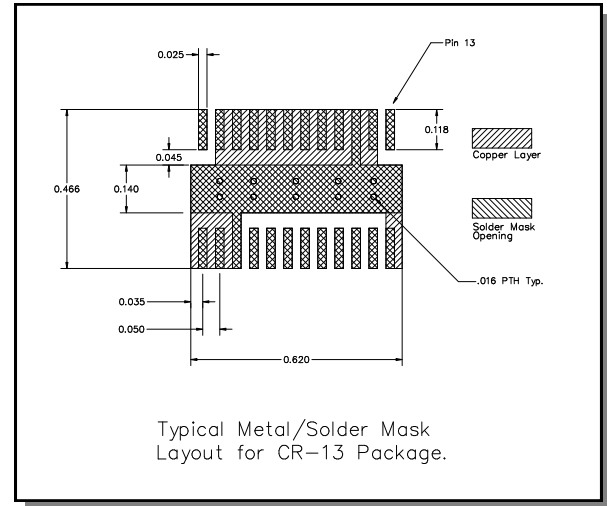 Pin 13
0.025
0.118
0.045
Copper Layer
0.466
0.140
Solder Mask
Opening
.016 PTH Typ.
0.035
0.050
0.620
Typical Metal/Solder Mask
Layout for CR-13 Package.